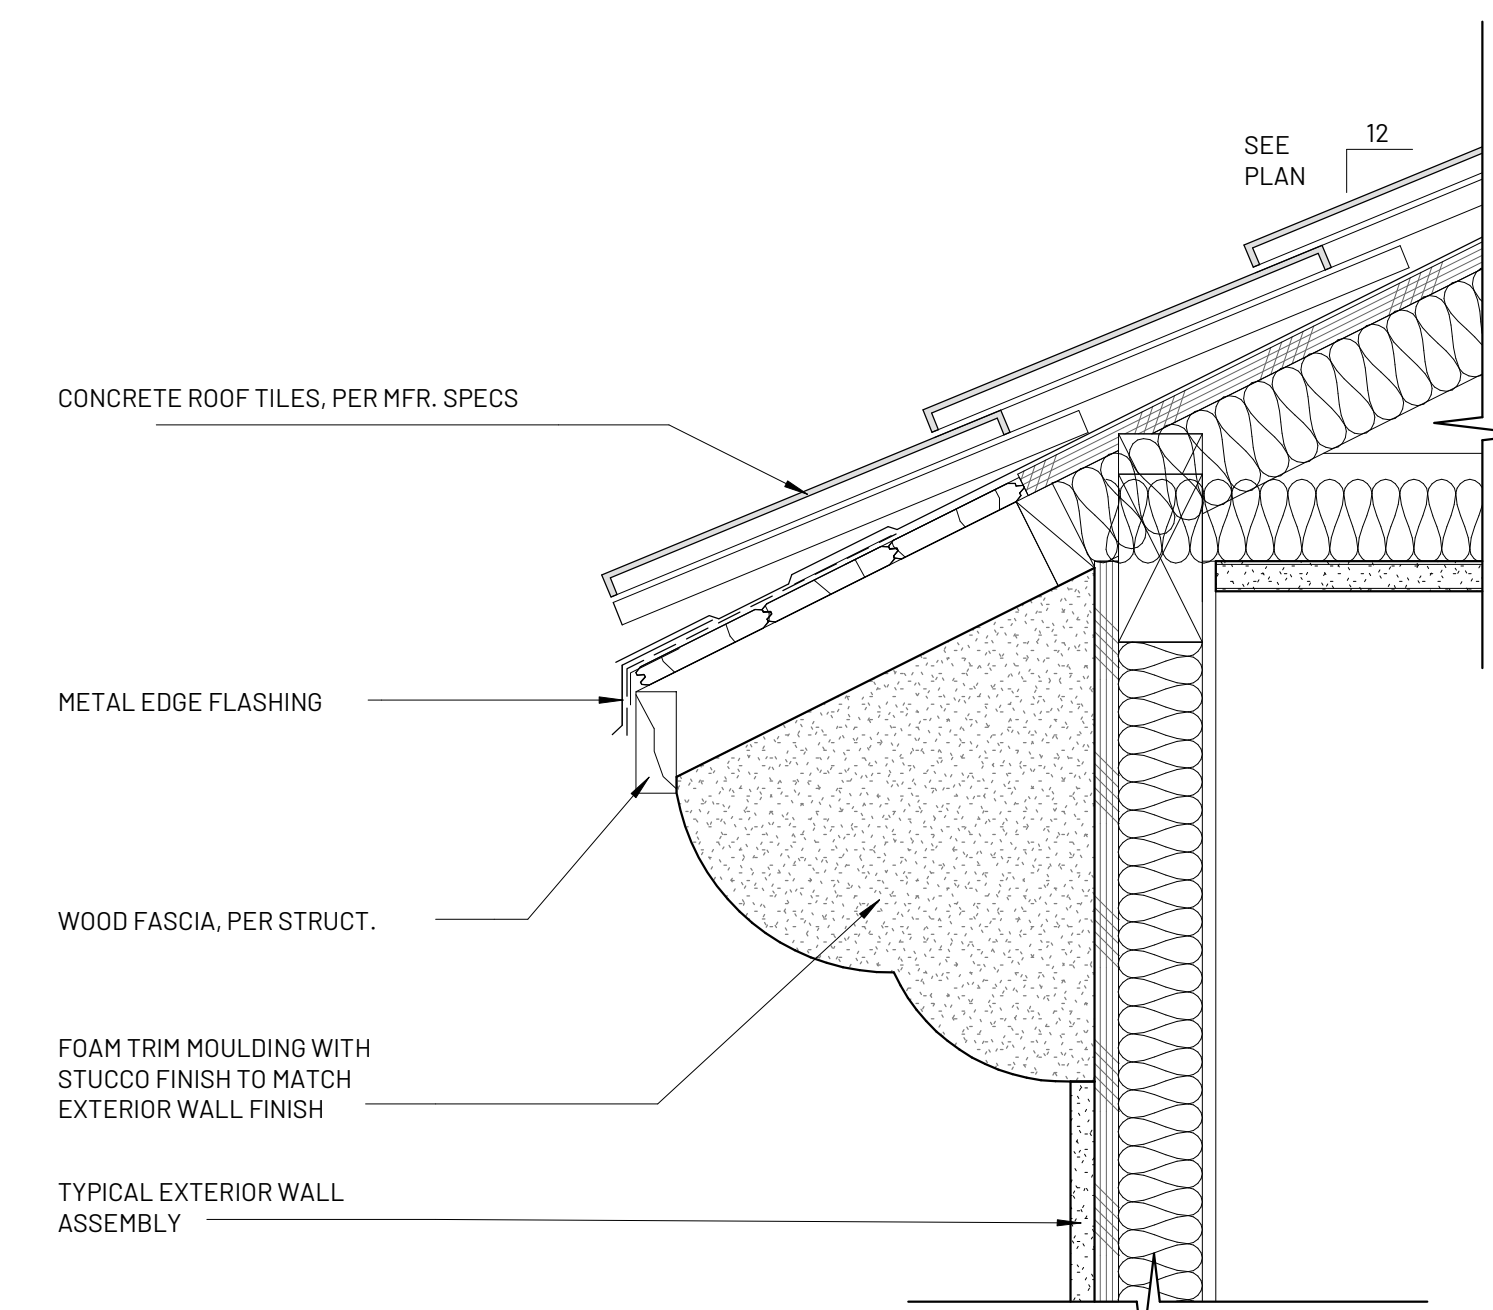 12
SEE
PLAN
CONCRETE ROOF TILES, PER MFR. SPECS
METAL EDGE FLASHING
WOOD FASCIA, PER STRUCT.
FOAM TRIM MOULDING WITH
STUCCO FINISH TO MATCH
EXTERIOR WALL FINISH
TYPICAL EXTERIOR WALL
ASSEMBLY